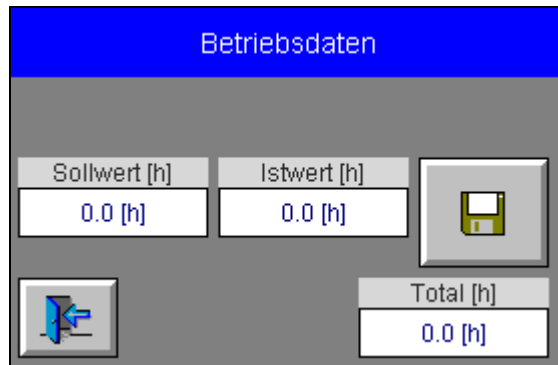 Betriebsdaten
Sollwert [h]
Istwert [h]
0.0 [h]
0.0 [h]
Total [h]
0.0 [h]